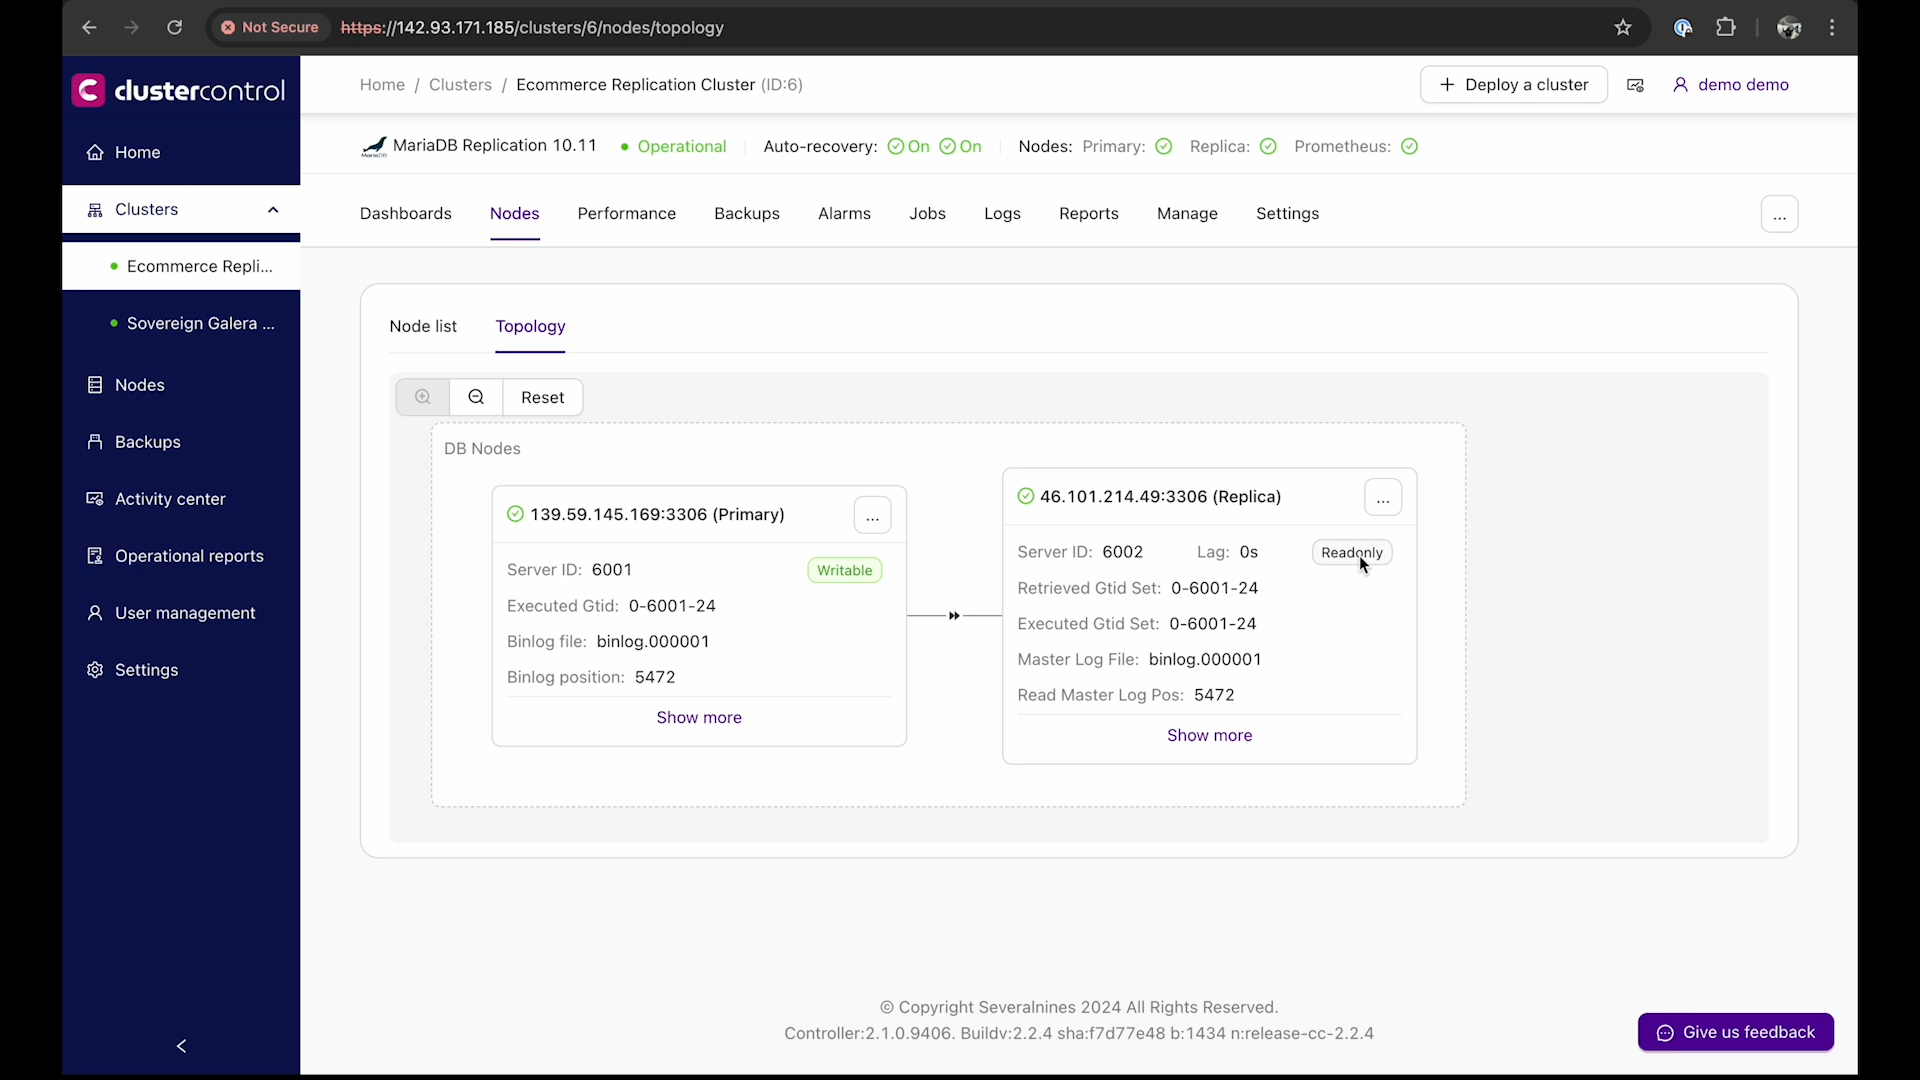 Not Secure https://142.93.171.185/clusters/6/nodes/topology
clustercontrol
Home / Clusters / Ecommerce Replication Cluster (ID:6)
Deploy a cluster
demo demo
Home
Clusters
Ecommerce Repli...
Sovereign Galera ...
Nodes
Backups
Activity center
Operational reports
User management
Settings
MariaDB Replication 10.11 Operational Auto-recovery: On On Nodes: Primary: Replica: Prometheus:
Dashboards Nodes Performance Backups Alarms Jobs Logs Reports Manage Settings ...
Node list Topology
Reset
DB Nodes
139.59.145.169:3306 (Primary) ...
Server ID: 6001 Writable
Executed Gtid: 0-6001-24
Binlog file: binlog.000001
Binlog position: 5472
Show more
46.101.214.49:3306 (Replica) ...
Server ID: 6002 Lag: 0s Readonly
Retrieved Gtid Set: 0-6001-24
Executed Gtid Set: 0-6001-24
Master Log File: binlog.000001
Read Master Log Pos: 5472
Show more
© Copyright Severalnines 2024 All Rights Reserved.
Controller:2.1.0.9406. Buildv:2.2.4 sha:f7d77e48 b:1434 n:release-cc-2.2.4
Give us feedback